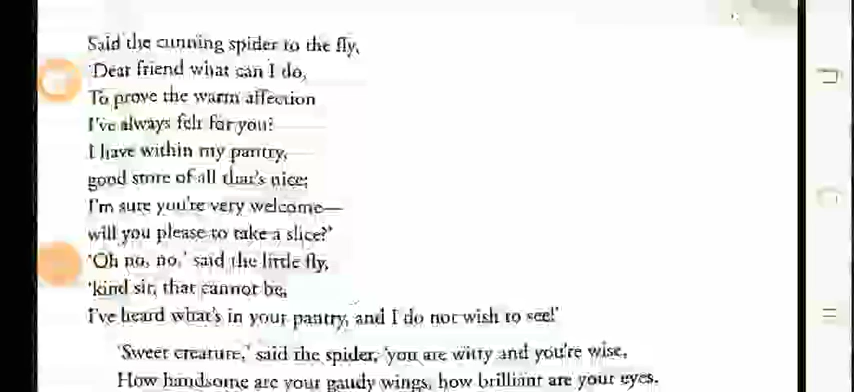 Said the cunning spider to the fly,
'Dear friend what can I do,
To prove the warm affection
I've always felt for you?
I have within my pantry,
good store of all that's nice;
I'm sure you're very welcome—
will you please to take a slice?'
'Oh no, no,' said the little fly,
'kind sir, that cannot be,
I've heard what's in your pantry, and I do not wish to see!'
'Sweet creature,' said the spider, 'you are witty and you're wise,
How handsome are your gaudy wings, how brilliant are your eyes.